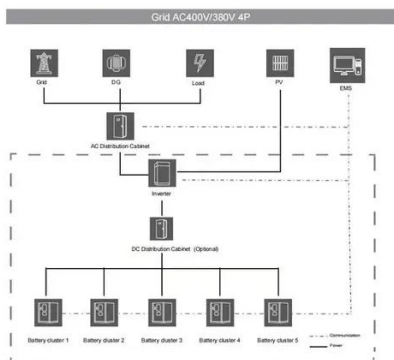 Grid AC400V/380V 4P
Grid
DG
Load
PV
EMS
AC Distribution Cabinet
Inverter
DC Distribution Cabinet (Optional)
Battery cluster 1
Battery cluster 2
Battery cluster 3
Battery cluster 4
Battery cluster 5
Communication
Power